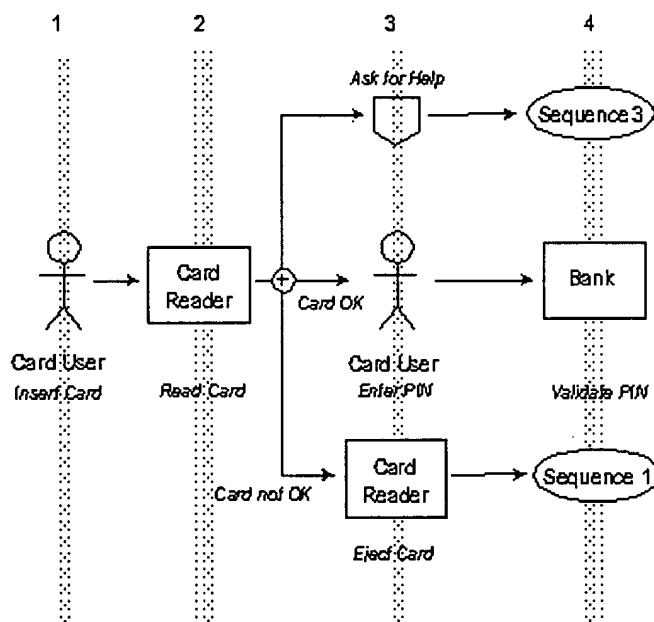 1 2 3 4
Ask for Help
Sequence 3
Card
Reader
+
Card OK
Bank
Card User
Insert Card
Read Card
Card User
Enter PIN
Validate PIN
Card not OK
Card
Reader
Sequence 1
Eject Card